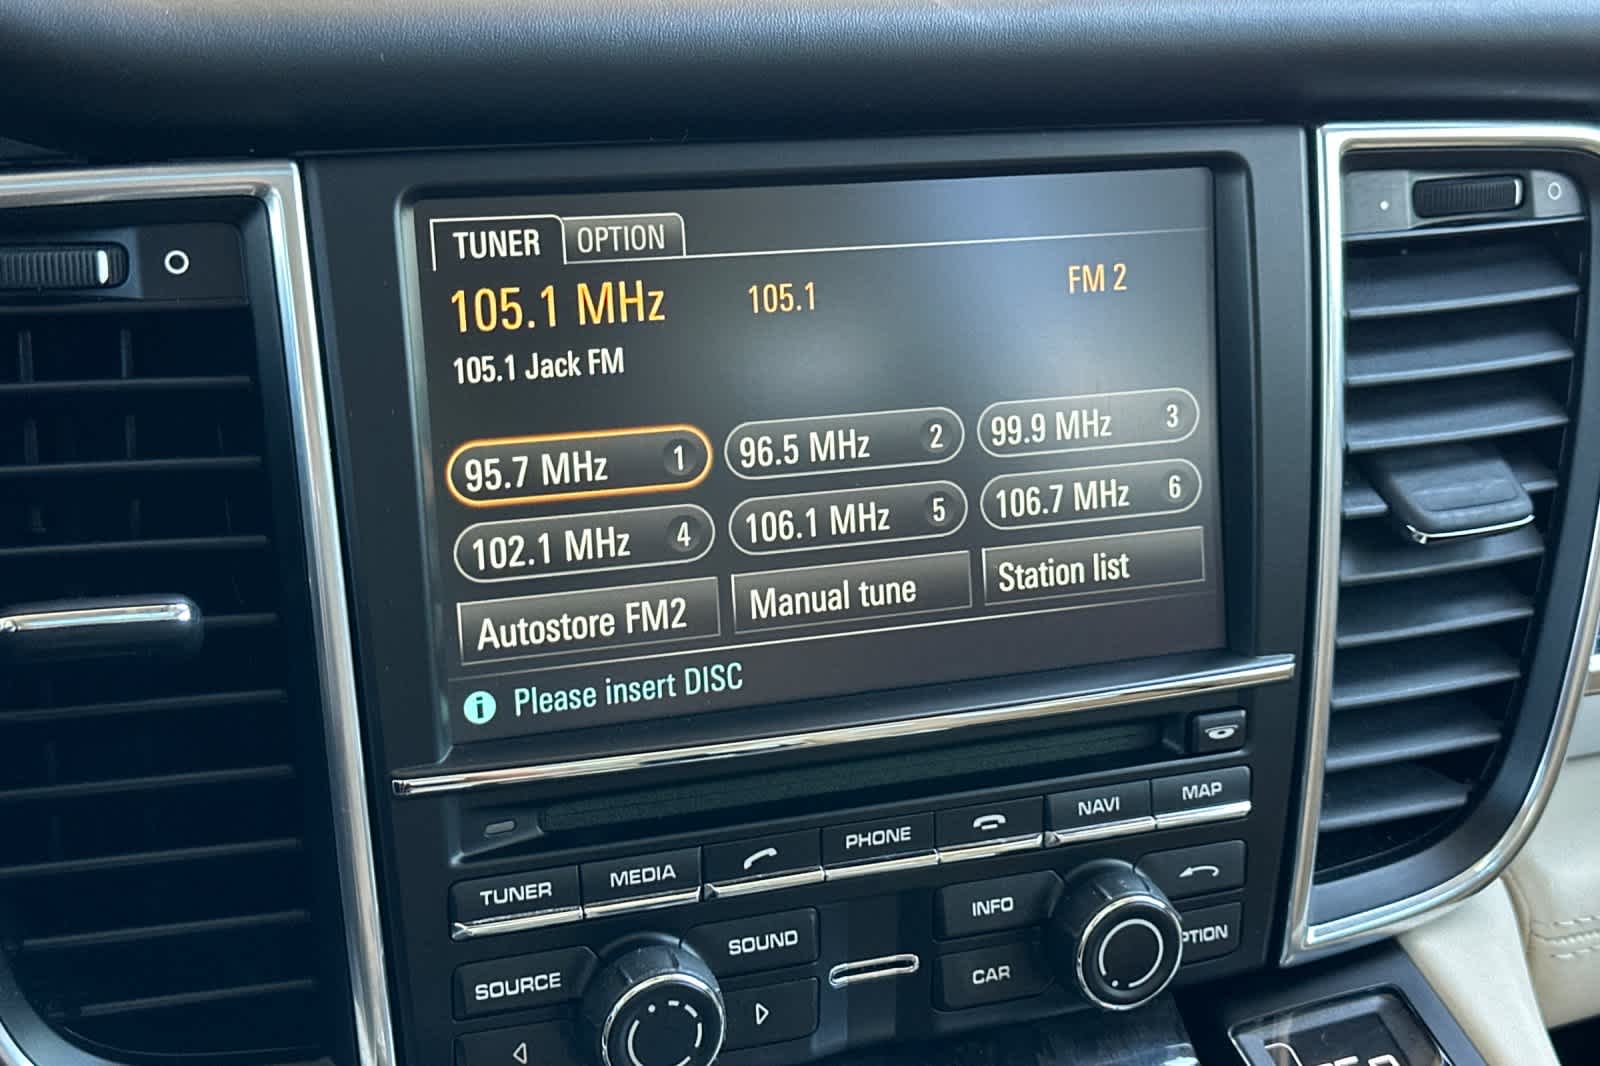 TUNER OPTION
105.1 MHz 105.1 FM 2
105.1 Jack FM
95.7 MHz 1 96.5 MHz 2 99.9 MHz 3
102.1 MHz 4 106.1 MHz 5 106.7 MHz 6
Autostore FM2 Manual tune Station list
i Please insert DISC
TUNER MEDIA PHONE NAVI MAP
SOURCE SOUND INFO
CAR